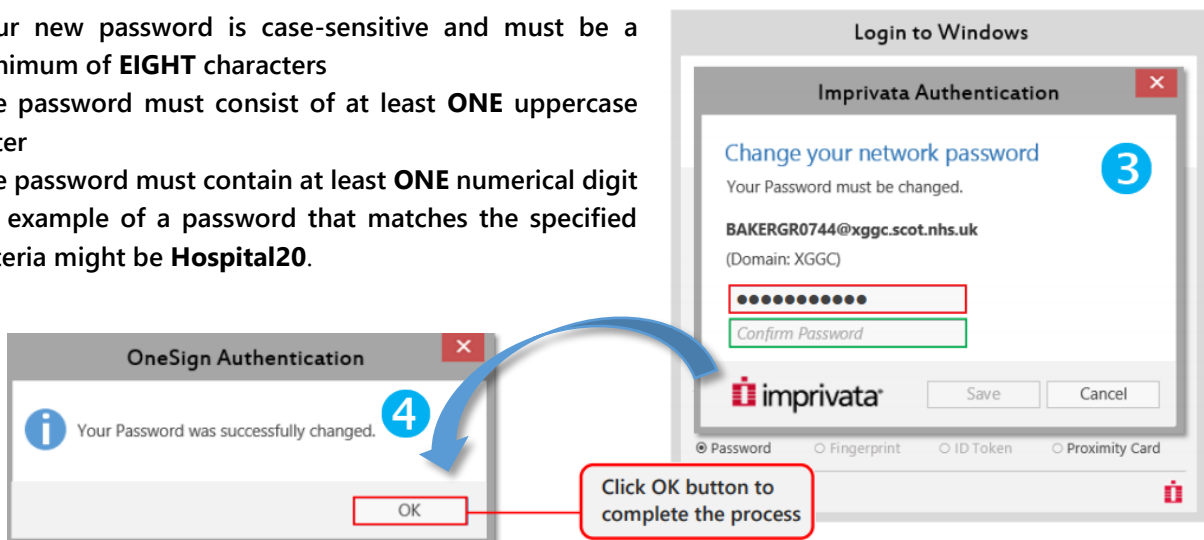 ur new password is case-sensitive and must be a
nimum of EIGHT characters
e password must consist of at least ONE uppercase
ter
e password must contain at least ONE numerical digit
example of a password that matches the specified
teria might be Hospital20.
Login to Windows
Imprivata Authentication
Change your network password
3
Your Password must be changed.
BAKERGR0744@xggc.scot.nhs.uk
(Domain: XGGC)
Confirm Password
imprivata
Save
Cancel
Password
Fingerprint
ID Token
Proximity Card
OneSign Authentication
4
Your Password was successfully changed.
OK
Click OK button to
complete the process